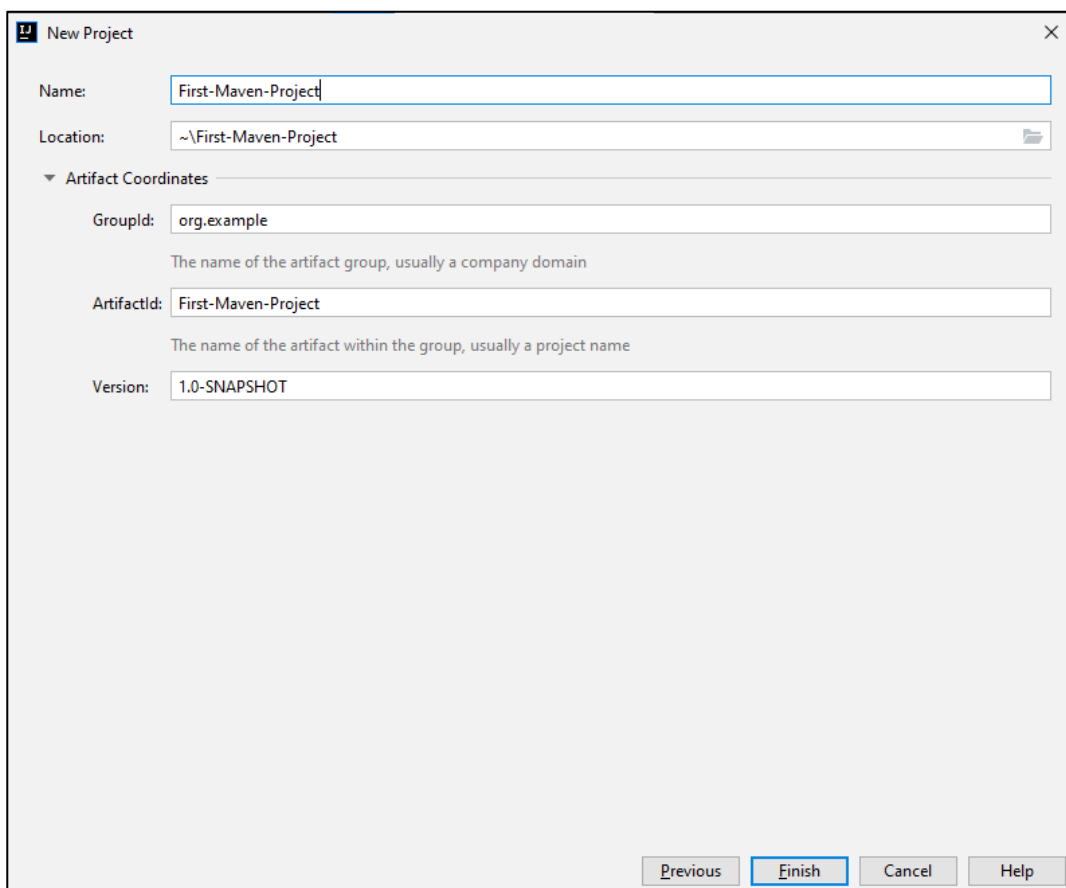 New Project
Name: First-Maven-Project
Location: ~\First-Maven-Project
Artifact Coordinates
GroupId: org.example
The name of the artifact group, usually a company domain
ArtifactId: First-Maven-Project
The name of the artifact within the group, usually a project name
Version: 1.0-SNAPSHOT
Previous Finish Cancel Help